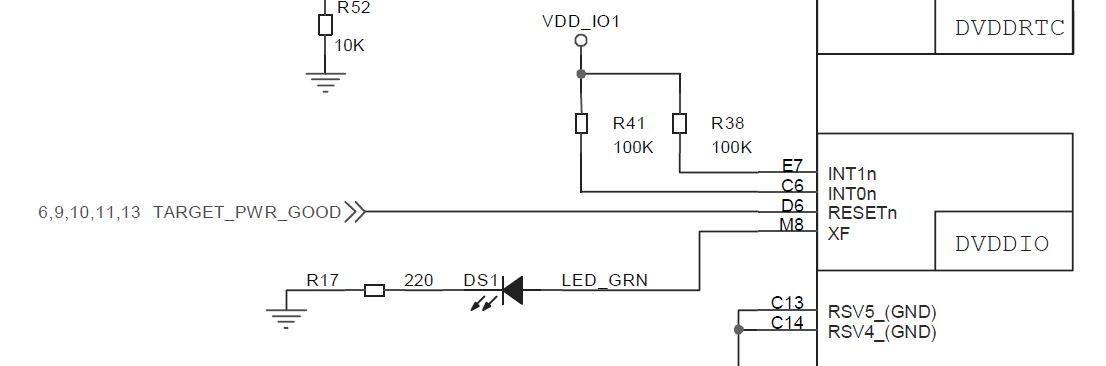 R52
10K
VDD_IO1
DVDDRTC
R41
100K
R38
100K
E7
INT1n
C6
INT0n
6,9,10,11,13 TARGET_PWR_GOOD
D6
RESETn
M8
XF
DVDDIO
R17
220
DS1
LED_GRN
C13
RSV5_(GND)
C14
RSV4_(GND)